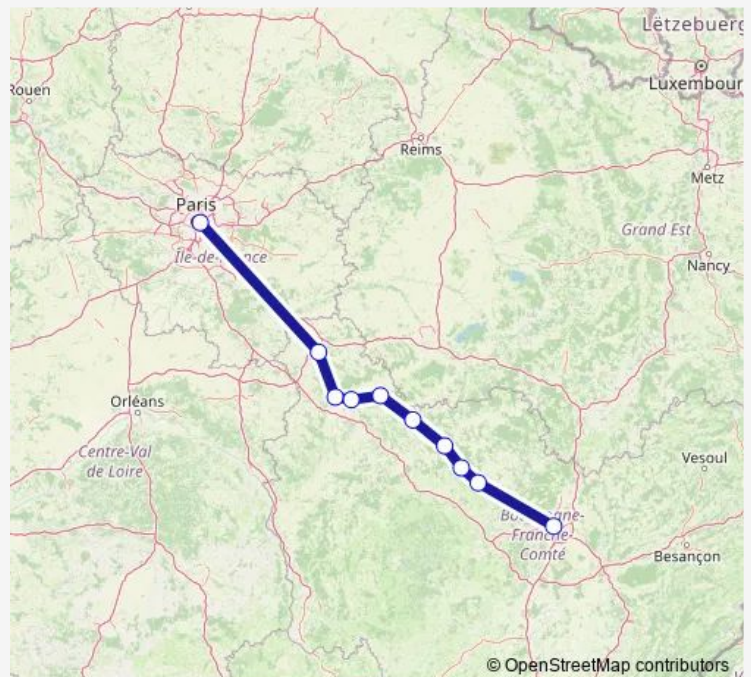 Lëtzebuerg
Luxembour
Rouen
Reims
Metz
Paris
Île-de-France
Grand Est
Nancy
Orléans
Centre-Val
de Loire
Vesoul
Bourgogne-
Franche-
Comté
Besançon
© OpenStreetMap contributors